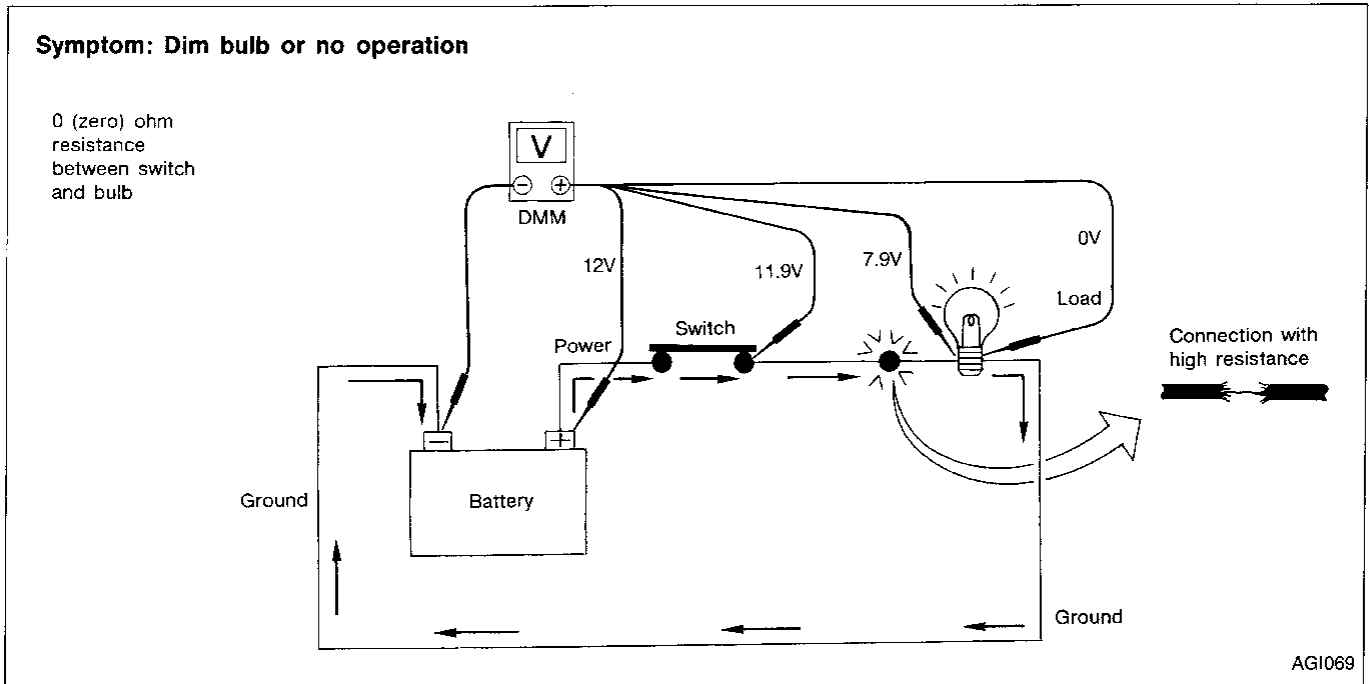 Symptom: Dim bulb or no operation
0 (zero) ohm
resistance
between switch
and bulb
V
− +
DMM
12V
11.9V
7.9V
0V
Load
Switch
Power
Connection with
high resistance
− +
Ground
Battery
Ground
AGI069